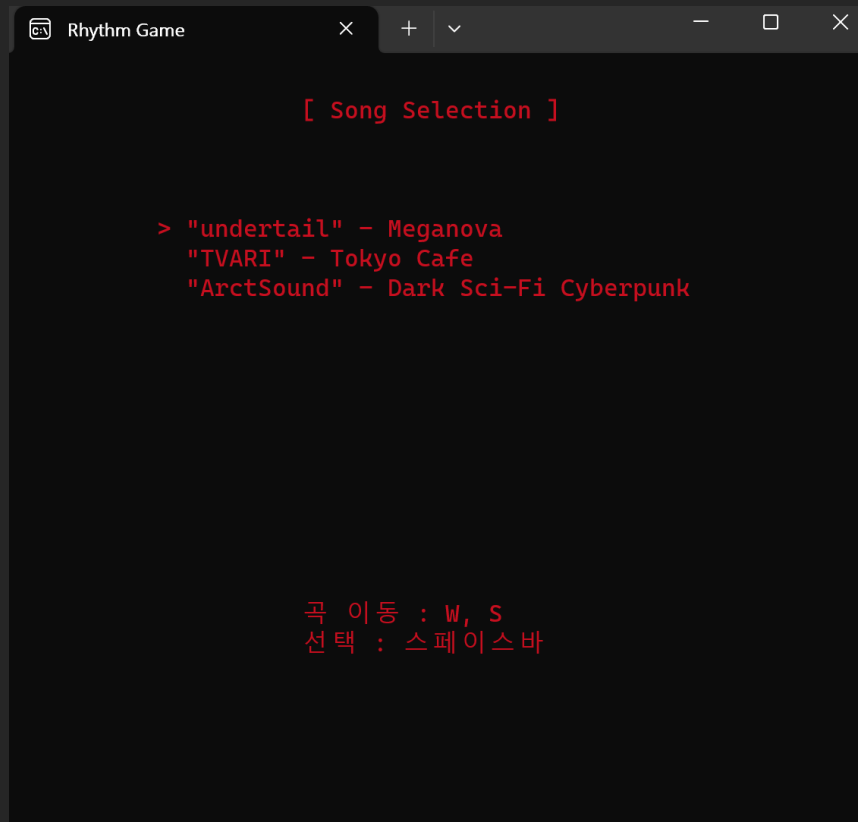 Rhythm Game
[ Song Selection ]
> "undertail" - Meganova
"TVARI" - Tokyo Cafe
"ArctSound" - Dark Sci-Fi Cyberpunk
곡 이동 : W, S
선택 : 스페이스바